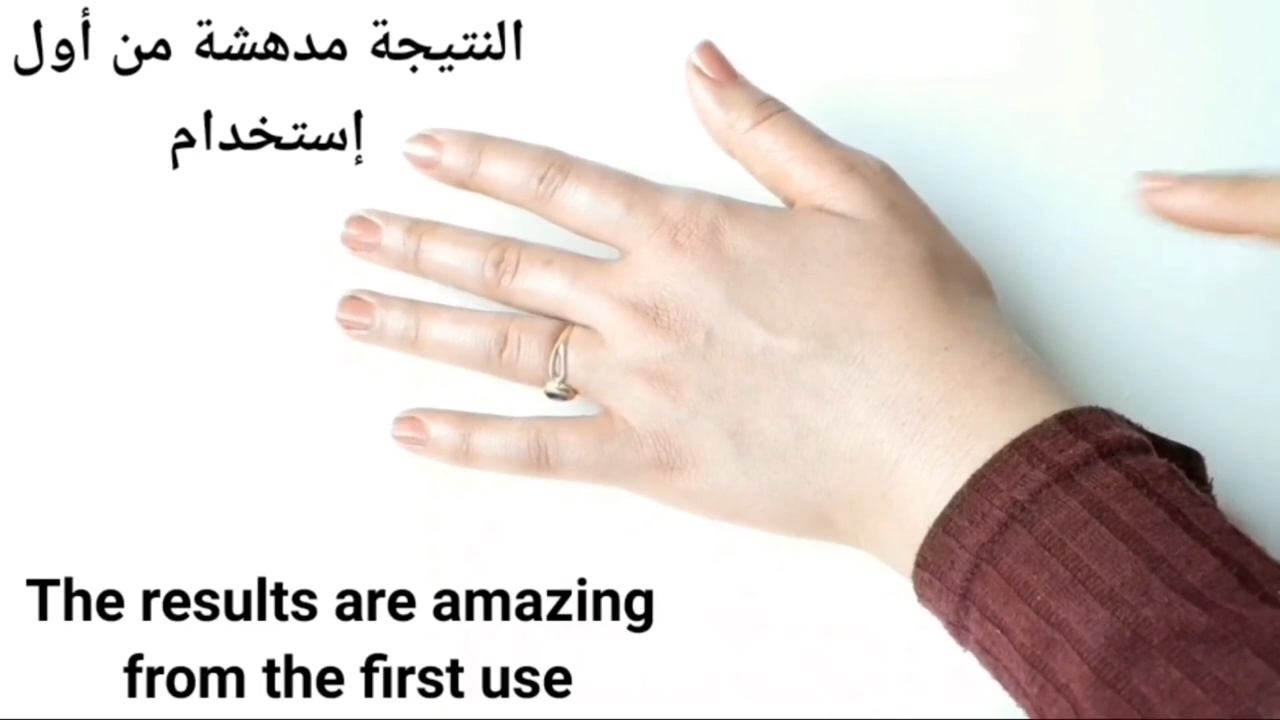 النتيجة مدهشة من أول
إستخدام
The results are amazing
from the first use